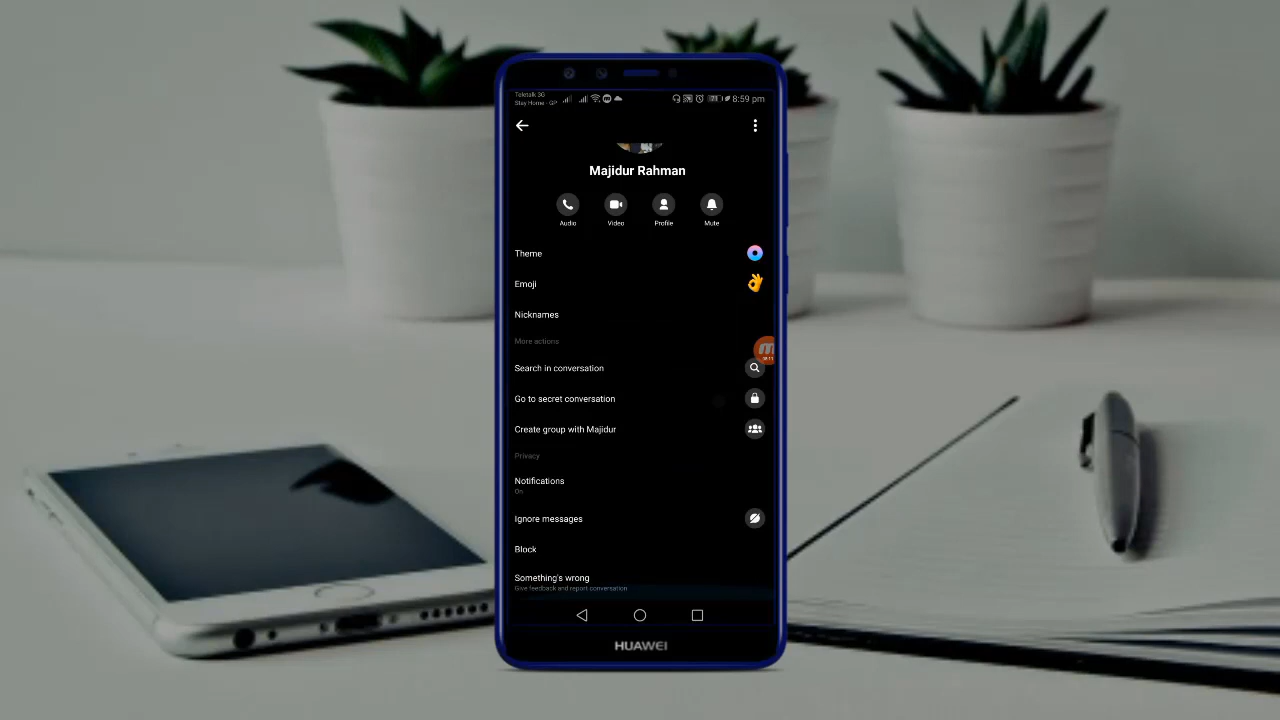 Teletalk 3G
Stay Home - GP
71
8:59 pm
Majidur Rahman
Audio
Video
Profile
Mute
Theme
Emoji
Nicknames
More actions
Search in conversation
Go to secret conversation
Create group with Majidur
Privacy
Notifications
On
Ignore messages
Block
Something's wrong
Give feedback and report conversation
HUAWEI